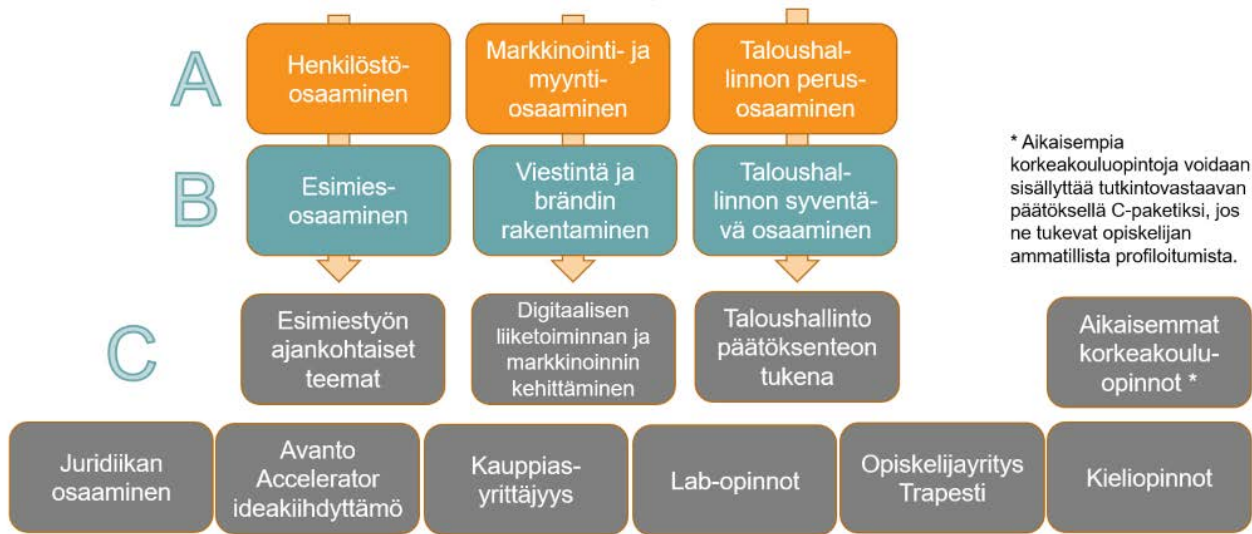 A
Henkilöstö-
osaaminen
Markkinointi- ja
myynti-
osaaminen
Taloushal-
linnon perus-
osaaminen
B
Esimies-
osaaminen
Viestintä ja
brändin
rakentaminen
Taloushal-
linnon syventä-
vä osaaminen
* Aikaisempia
korkeakouluopintoja voidaan
sisällyttää tutkintovastaavan
päätöksellä C-paketiksi, jos
ne tukevat opiskelijan
ammatillista profiloitumista.
C
Esimiestyön
ajankohtaiset
teemat
Digitaalisen
liiketoiminnan ja
markkinoinnin
kehittäminen
Taloushallinto
päätöksenteon
tukena
Aikaisemmat
korkeakoulu-
opinnot *
Juridiikan
osaaminen
Avanto
Accelerator
ideakiihdyttämö
Kauppias-
yrittäjyys
Lab-opinnot
Opiskelijayritys
Trapesti
Kieliopinnot